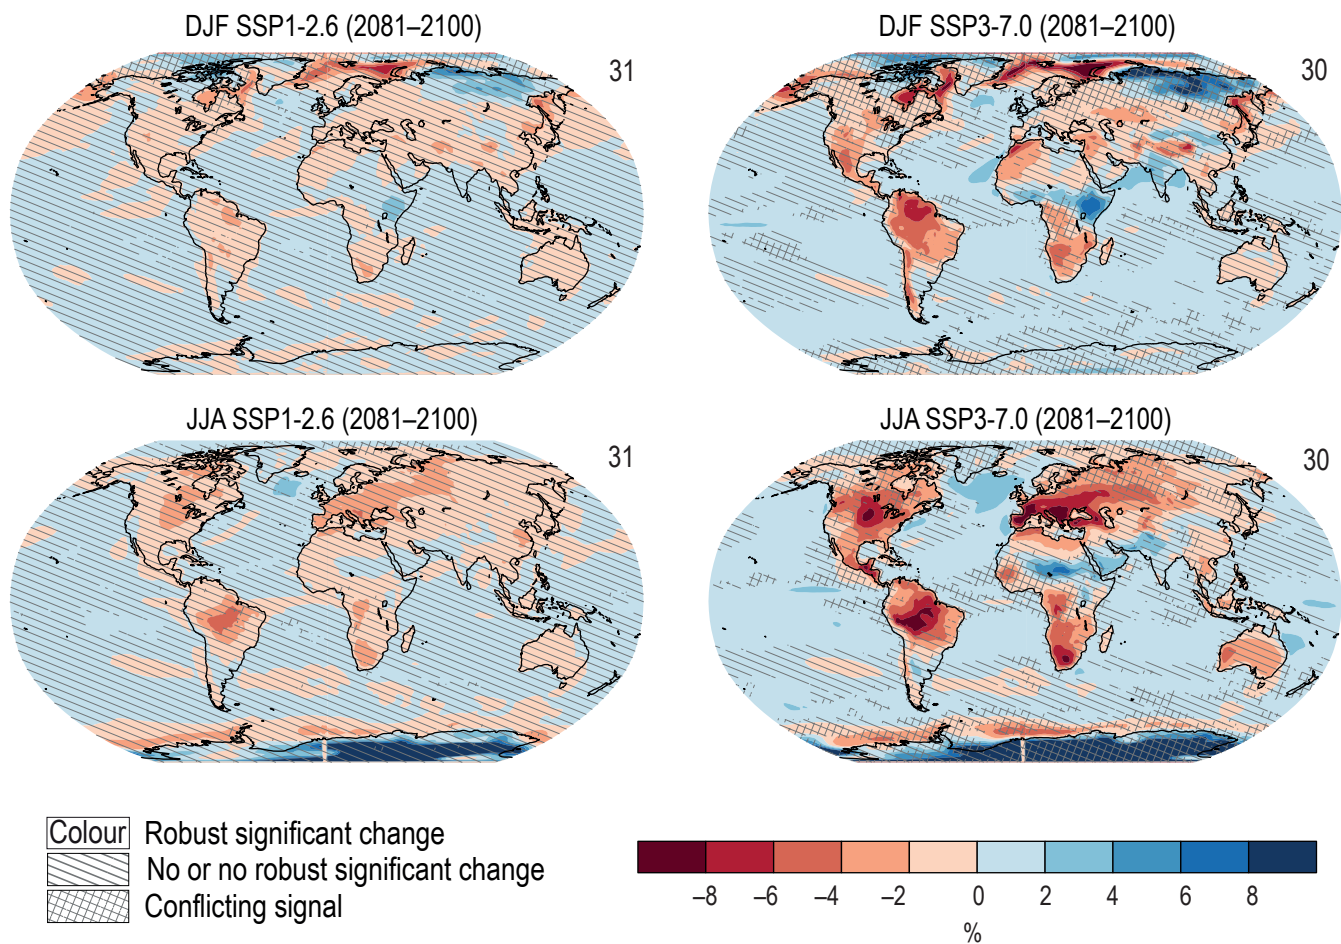 DJF SSP1-2.6 (2081–2100)
31
DJF SSP3-7.0 (2081–2100)
30
JJA SSP1-2.6 (2081–2100)
31
JJA SSP3-7.0 (2081–2100)
30
Colour Robust significant change
No or no robust significant change
Conflicting signal
–8 –6 –4 –2 0 2 4 6 8
%